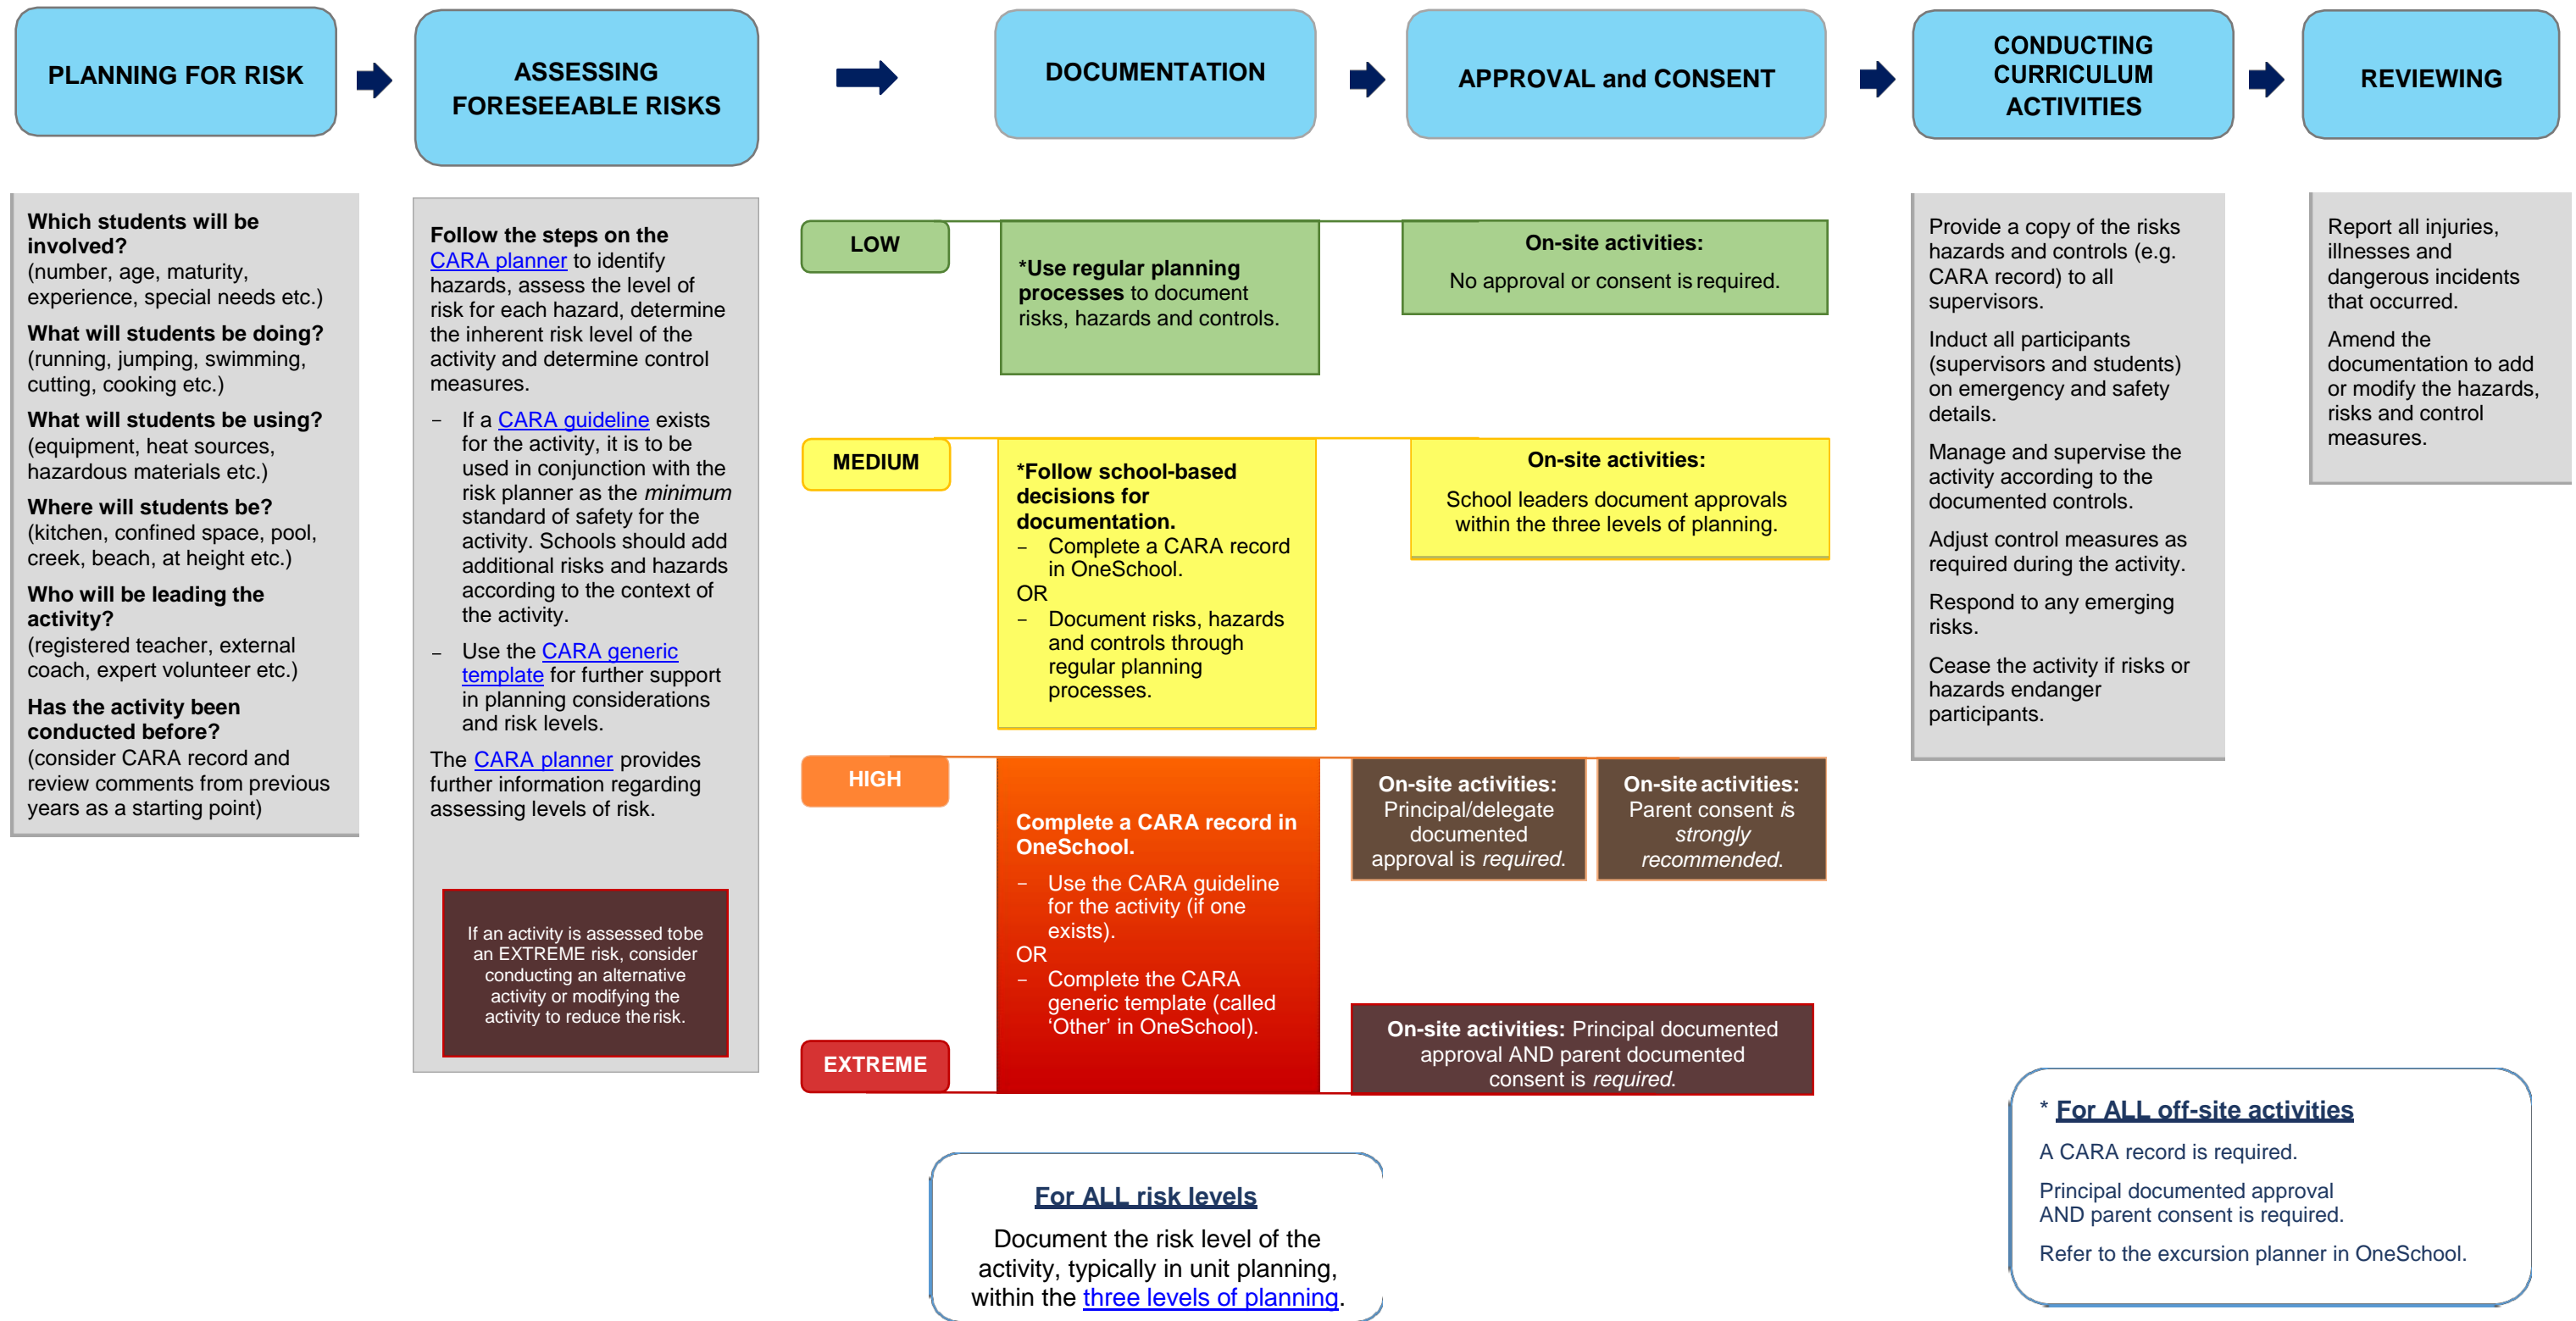 PLANNING FOR RISK
ASSESSING
FORESEEABLE RISKS
DOCUMENTATION
APPROVAL and CONSENT
CONDUCTING
CURRICULUM
ACTIVITIES
REVIEWING
Which students will be
involved?
(number, age, maturity,
experience, special needs etc.)
What will students be doing?
(running, jumping, swimming,
cutting, cooking etc.)
What will students be using?
(equipment, heat sources,
hazardous materials etc.)
Where will students be?
(kitchen, confined space, pool,
creek, beach, at height etc.)
Who will be leading the
activity?
(registered teacher, external
coach, expert volunteer etc.)
Has the activity been
conducted before?
(consider CARA record and
review comments from previous
years as a starting point)
Follow the steps on the
CARA planner to identify
hazards, assess the level of
risk for each hazard, determine
the inherent risk level of the
activity and determine control
measures.
– If a CARA guideline exists
for the activity, it is to be
used in conjunction with the
risk planner as the minimum
standard of safety for the
activity. Schools should add
additional risks and hazards
according to the context of
the activity.
– Use the CARA generic
template for further support
in planning considerations
and risk levels.
The CARA planner provides
further information regarding
assessing levels of risk.
If an activity is assessed tobe
an EXTREME risk, consider
conducting an alternative
activity or modifying the
activity to reduce therisk.
LOW
*Use regular planning
processes to document
risks, hazards and controls.
On-site activities:
No approval or consent is required.
MEDIUM
*Follow school-based
decisions for
documentation.
– Complete a CARA record
in OneSchool.
OR
– Document risks, hazards
and controls through
regular planning
processes.
On-site activities:
School leaders document approvals
within the three levels of planning.
HIGH
Complete a CARA record in
OneSchool.
– Use the CARA guideline
for the activity (if one
exists).
OR
– Complete the CARA
generic template (called
‘Other’ in OneSchool).
On-site activities:
Principal/delegate
documented
approval is required.
On-site activities:
Parent consent is
strongly
recommended.
EXTREME
On-site activities: Principal documented
approval AND parent documented
consent is required.
Provide a copy of the risks
hazards and controls (e.g.
CARA record) to all
supervisors.
Induct all participants
(supervisors and students)
on emergency and safety
details.
Manage and supervise the
activity according to the
documented controls.
Adjust control measures as
required during the activity.
Respond to any emerging
risks.
Cease the activity if risks or
hazards endanger
participants.
Report all injuries,
illnesses and
dangerous incidents
that occurred.
Amend the
documentation to add
or modify the hazards,
risks and control
measures.
For ALL risk levels
Document the risk level of the
activity, typically in unit planning,
within the three levels of planning.
* For ALL off-site activities
A CARA record is required.
Principal documented approval
AND parent consent is required.
Refer to the excursion planner in OneSchool.